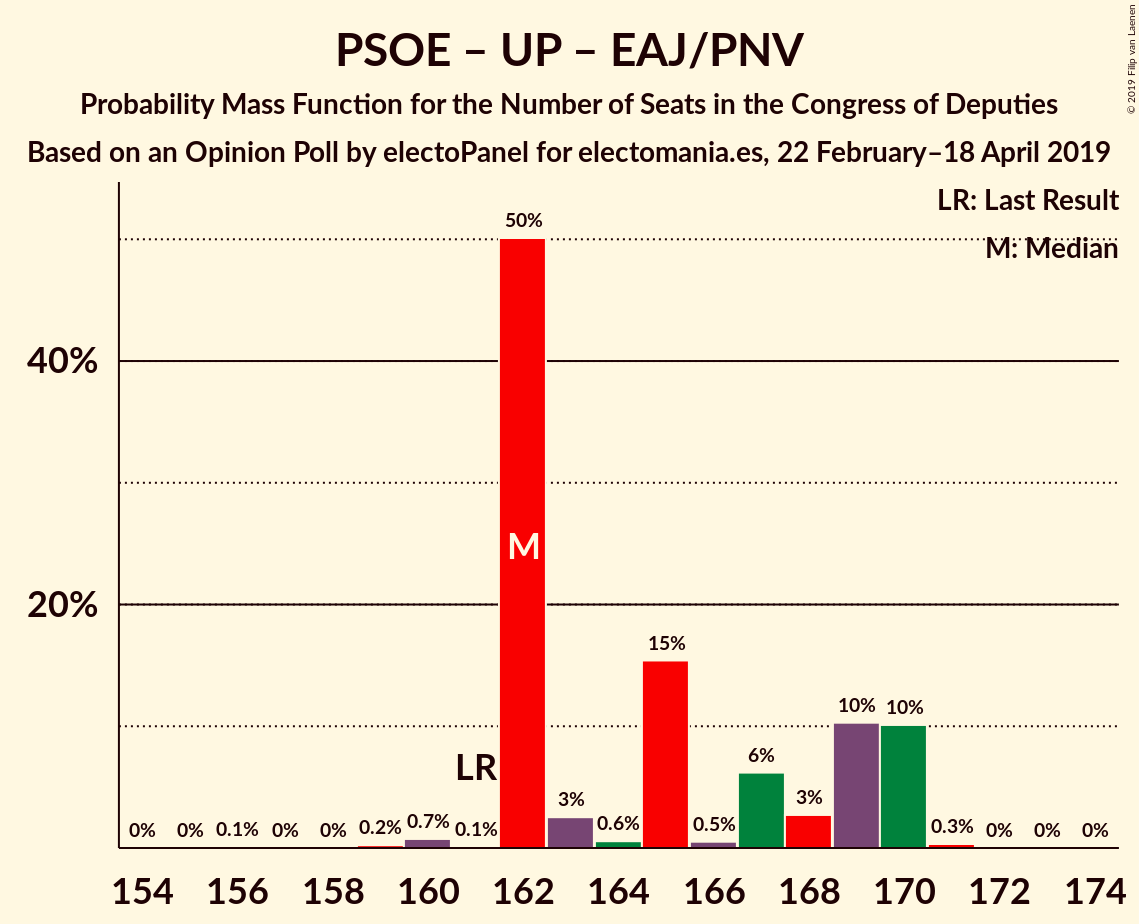 PSOE – UP – EAJ/PNV
Probability Mass Function for the Number of Seats in the Congress of Deputies
Based on an Opinion Poll by electoPanel for electomania.es, 22 February–18 April 2019
© 2019 Filip van Laenen
LR: Last Result
M: Median
40%
20%
0% 0% 0.1% 0% 0% 0.2% 0.7% 0.1% 50% 3% 0.6% 15% 0.5% 6% 3% 10% 10% 0.3% 0% 0% 0%
M
LR
154 156 158 160 162 164 166 168 170 172 174